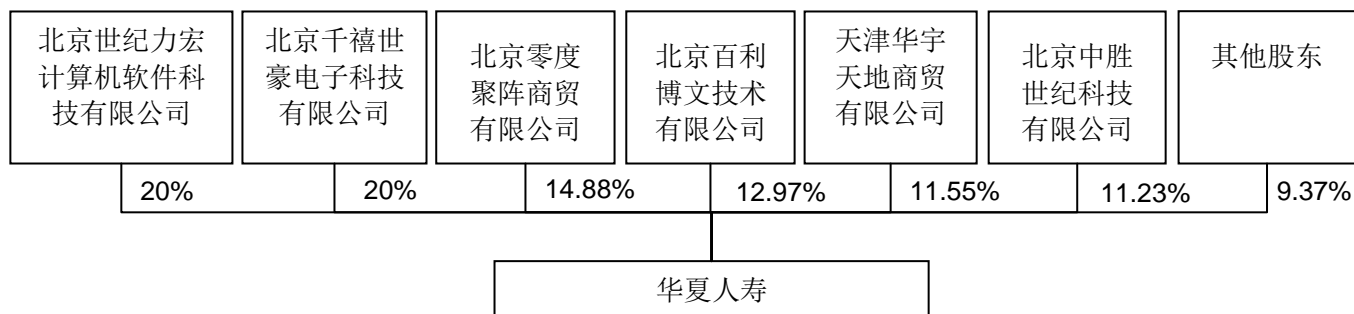 北京世纪力宏
计算机软件科
技有限公司
北京千禧世
豪电子科技
有限公司
北京零度
聚阵商贸
有限公司
北京百利
博文技术
有限公司
天津华宇
天地商贸
有限公司
北京中胜
世纪科技
有限公司
其他股东
20%
20%
14.88%
12.97%
11.55%
11.23%
9.37%
华夏人寿